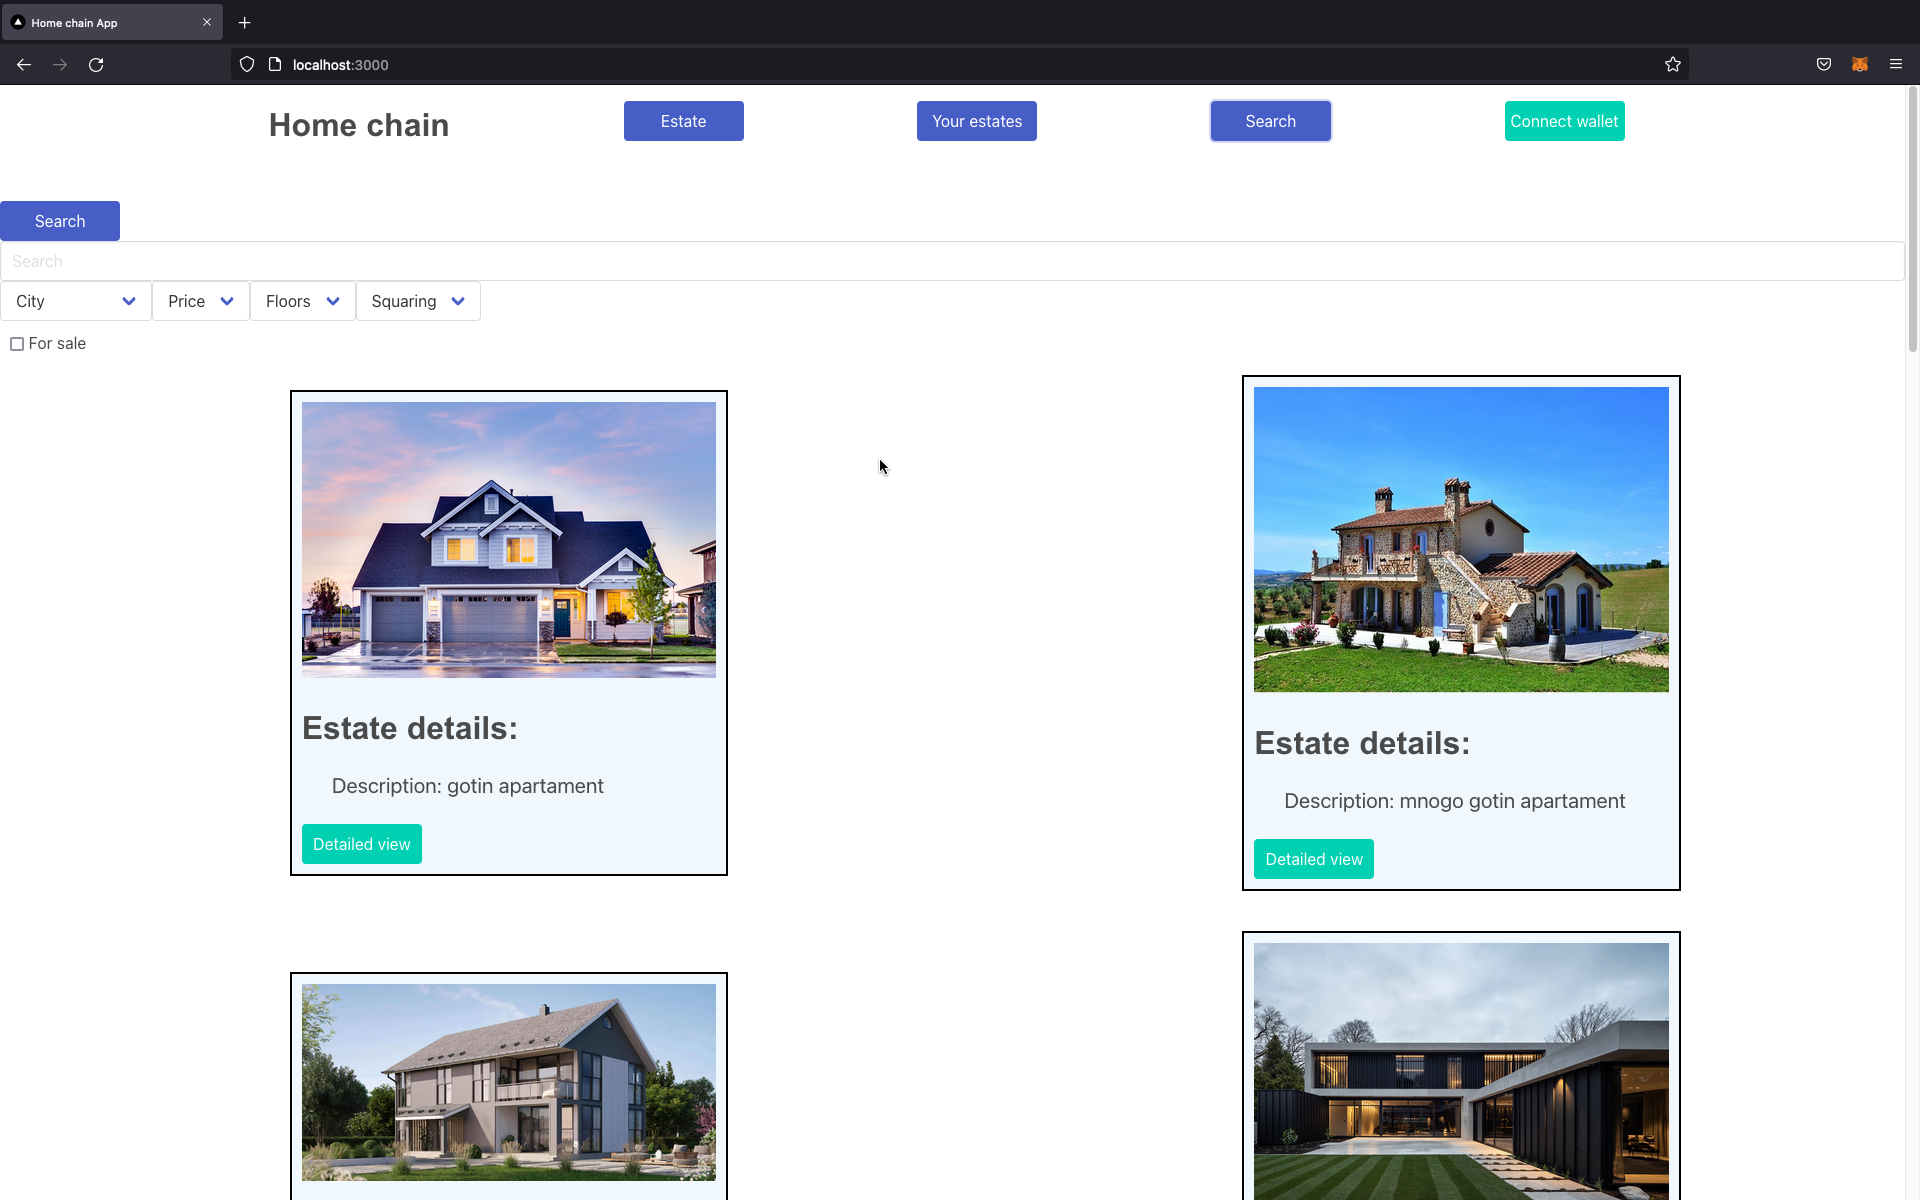 Home chain App
localhost:3000
Home chain
Estate
Your estates
Search
Connect wallet
Search
Search
City
Price
Floors
Squaring
For sale
Estate details:
Description: gotin apartament
Detailed view
Estate details:
Description: mnogo gotin apartament
Detailed view